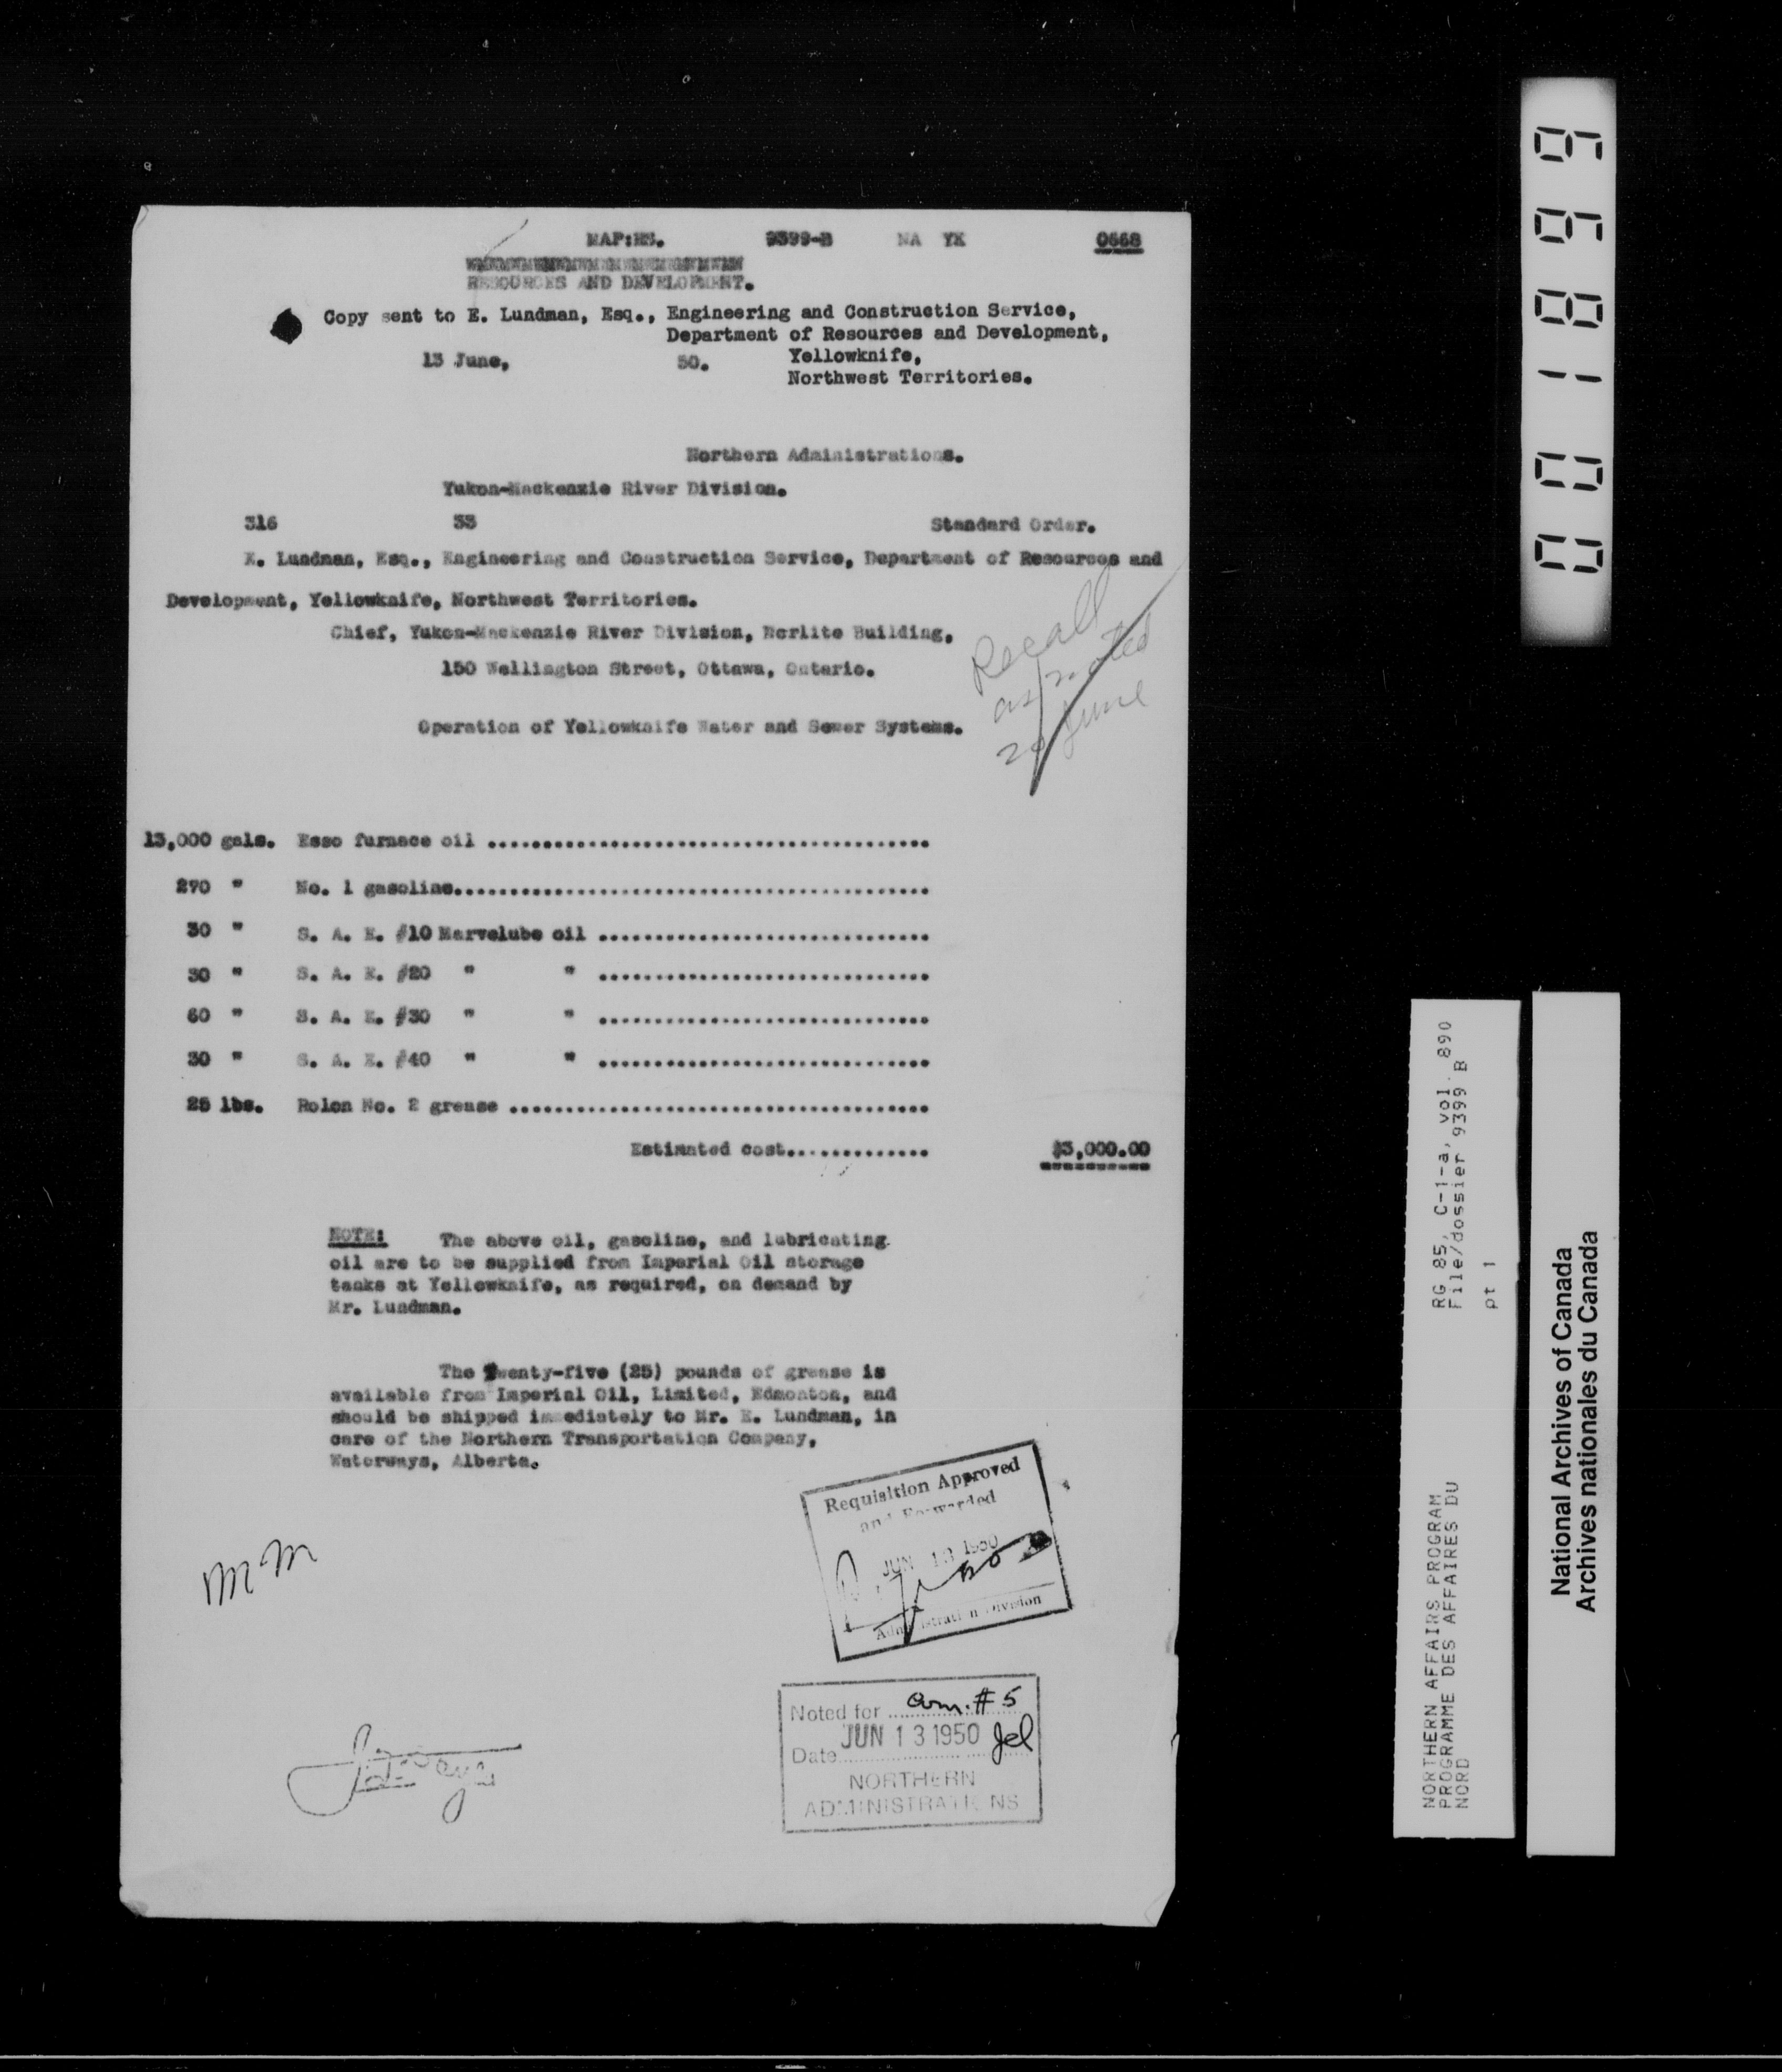 MAP:MS. 9399-B NA YK 0668
RESOURCES AND DEVELOPMENT.
Copy sent to E. Lundman, Esq., Engineering and Construction Service,
Department of Resources and Development,
13 June, 50. Yellowknife,
Northwest Territories.
Northern Administrations.
Yukon-Mackenzie River Division.
316 33 Standard Order.
E. Lundman, Esq., Engineering and Construction Service, Department of Resources and
Development, Yellowknife, Northwest Territories.
Chief, Yukon-Mackenzie River Division, Norlite Building,
150 Wellington Street, Ottawa, Ontario.
Recall
as noted
20 June
Operation of Yellowknife Water and Sewer Systems.
13,000 gals. Esso furnace oil ........................................
270 " No. 1 gasoline...........................................
30 " S. A. E. #10 Marvelube oil ..............................
30 " S. A. E. #20 " " ..............................
60 " S. A. E. #30 " " ..............................
30 " S. A. E. #40 " " ..............................
25 lbs. Rolon No. 2 grease ......................................
Estimated cost............. $3,000.00
NOTE: The above oil, gasoline, and lubricating
oil are to be supplied from Imperial Oil storage
tanks at Yellowknife, as required, on demand by
Mr. Lundman.
The Twenty-five (25) pounds of grease is
available from Imperial Oil, Limited, Edmonton, and
should be shipped immediately to Mr. E. Lundman, in
care of the Northern Transportation Company,
Waterways, Alberta.
Requisition Approved
and Forwarded
JUN 13 1950
Administration Division
MM
Noted for Com. #5
Date JUN 13 1950 Jel
NORTHERN
ADMINISTRATIONS
001899
RG 85, C-1-a, vol. 890
File/dossier 9399 B
pt 1
NORTHERN AFFAIRS PROGRAM
PROGRAMME DES AFFAIRES DU
NORD
National Archives of Canada
Archives nationales du Canada